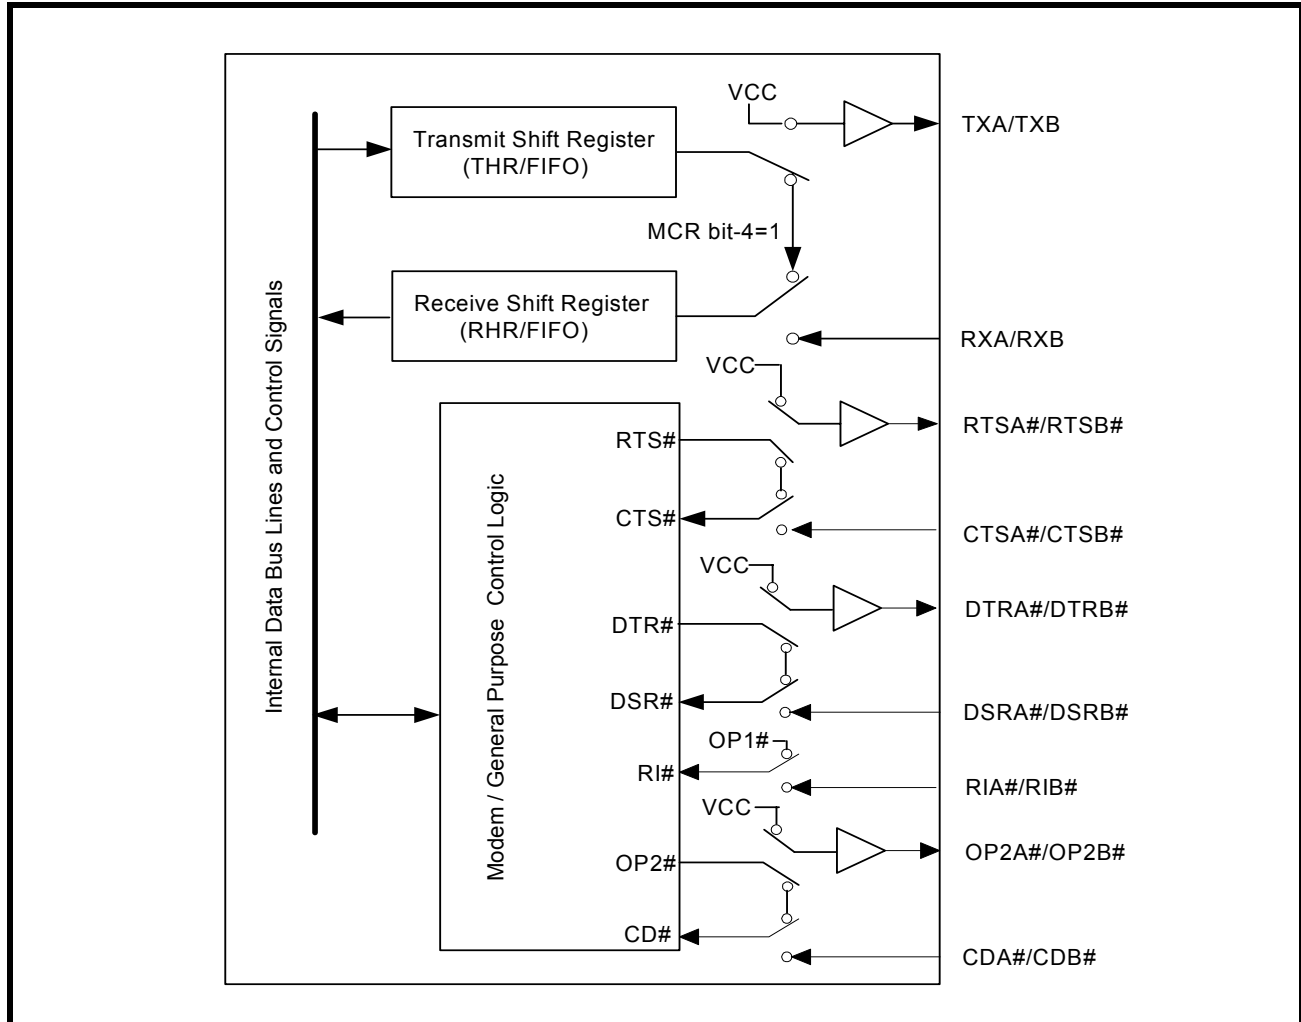 VCC
TXA/TXB
Transmit Shift Register
(THR/FIFO)
MCR bit-4=1
Receive Shift Register
(RHR/FIFO)
RXA/RXB
VCC
RTSA#/RTSB#
RTS#
CTS#
CTSA#/CTSB#
VCC
DTRA#/DTRB#
DTR#
DSR#
DSRA#/DSRB#
OP1#
RI#
RIA#/RIB#
VCC
OP2A#/OP2B#
OP2#
CD#
CDA#/CDB#
Internal Data Bus Lines and Control Signals
Modem / General Purpose Control Logic